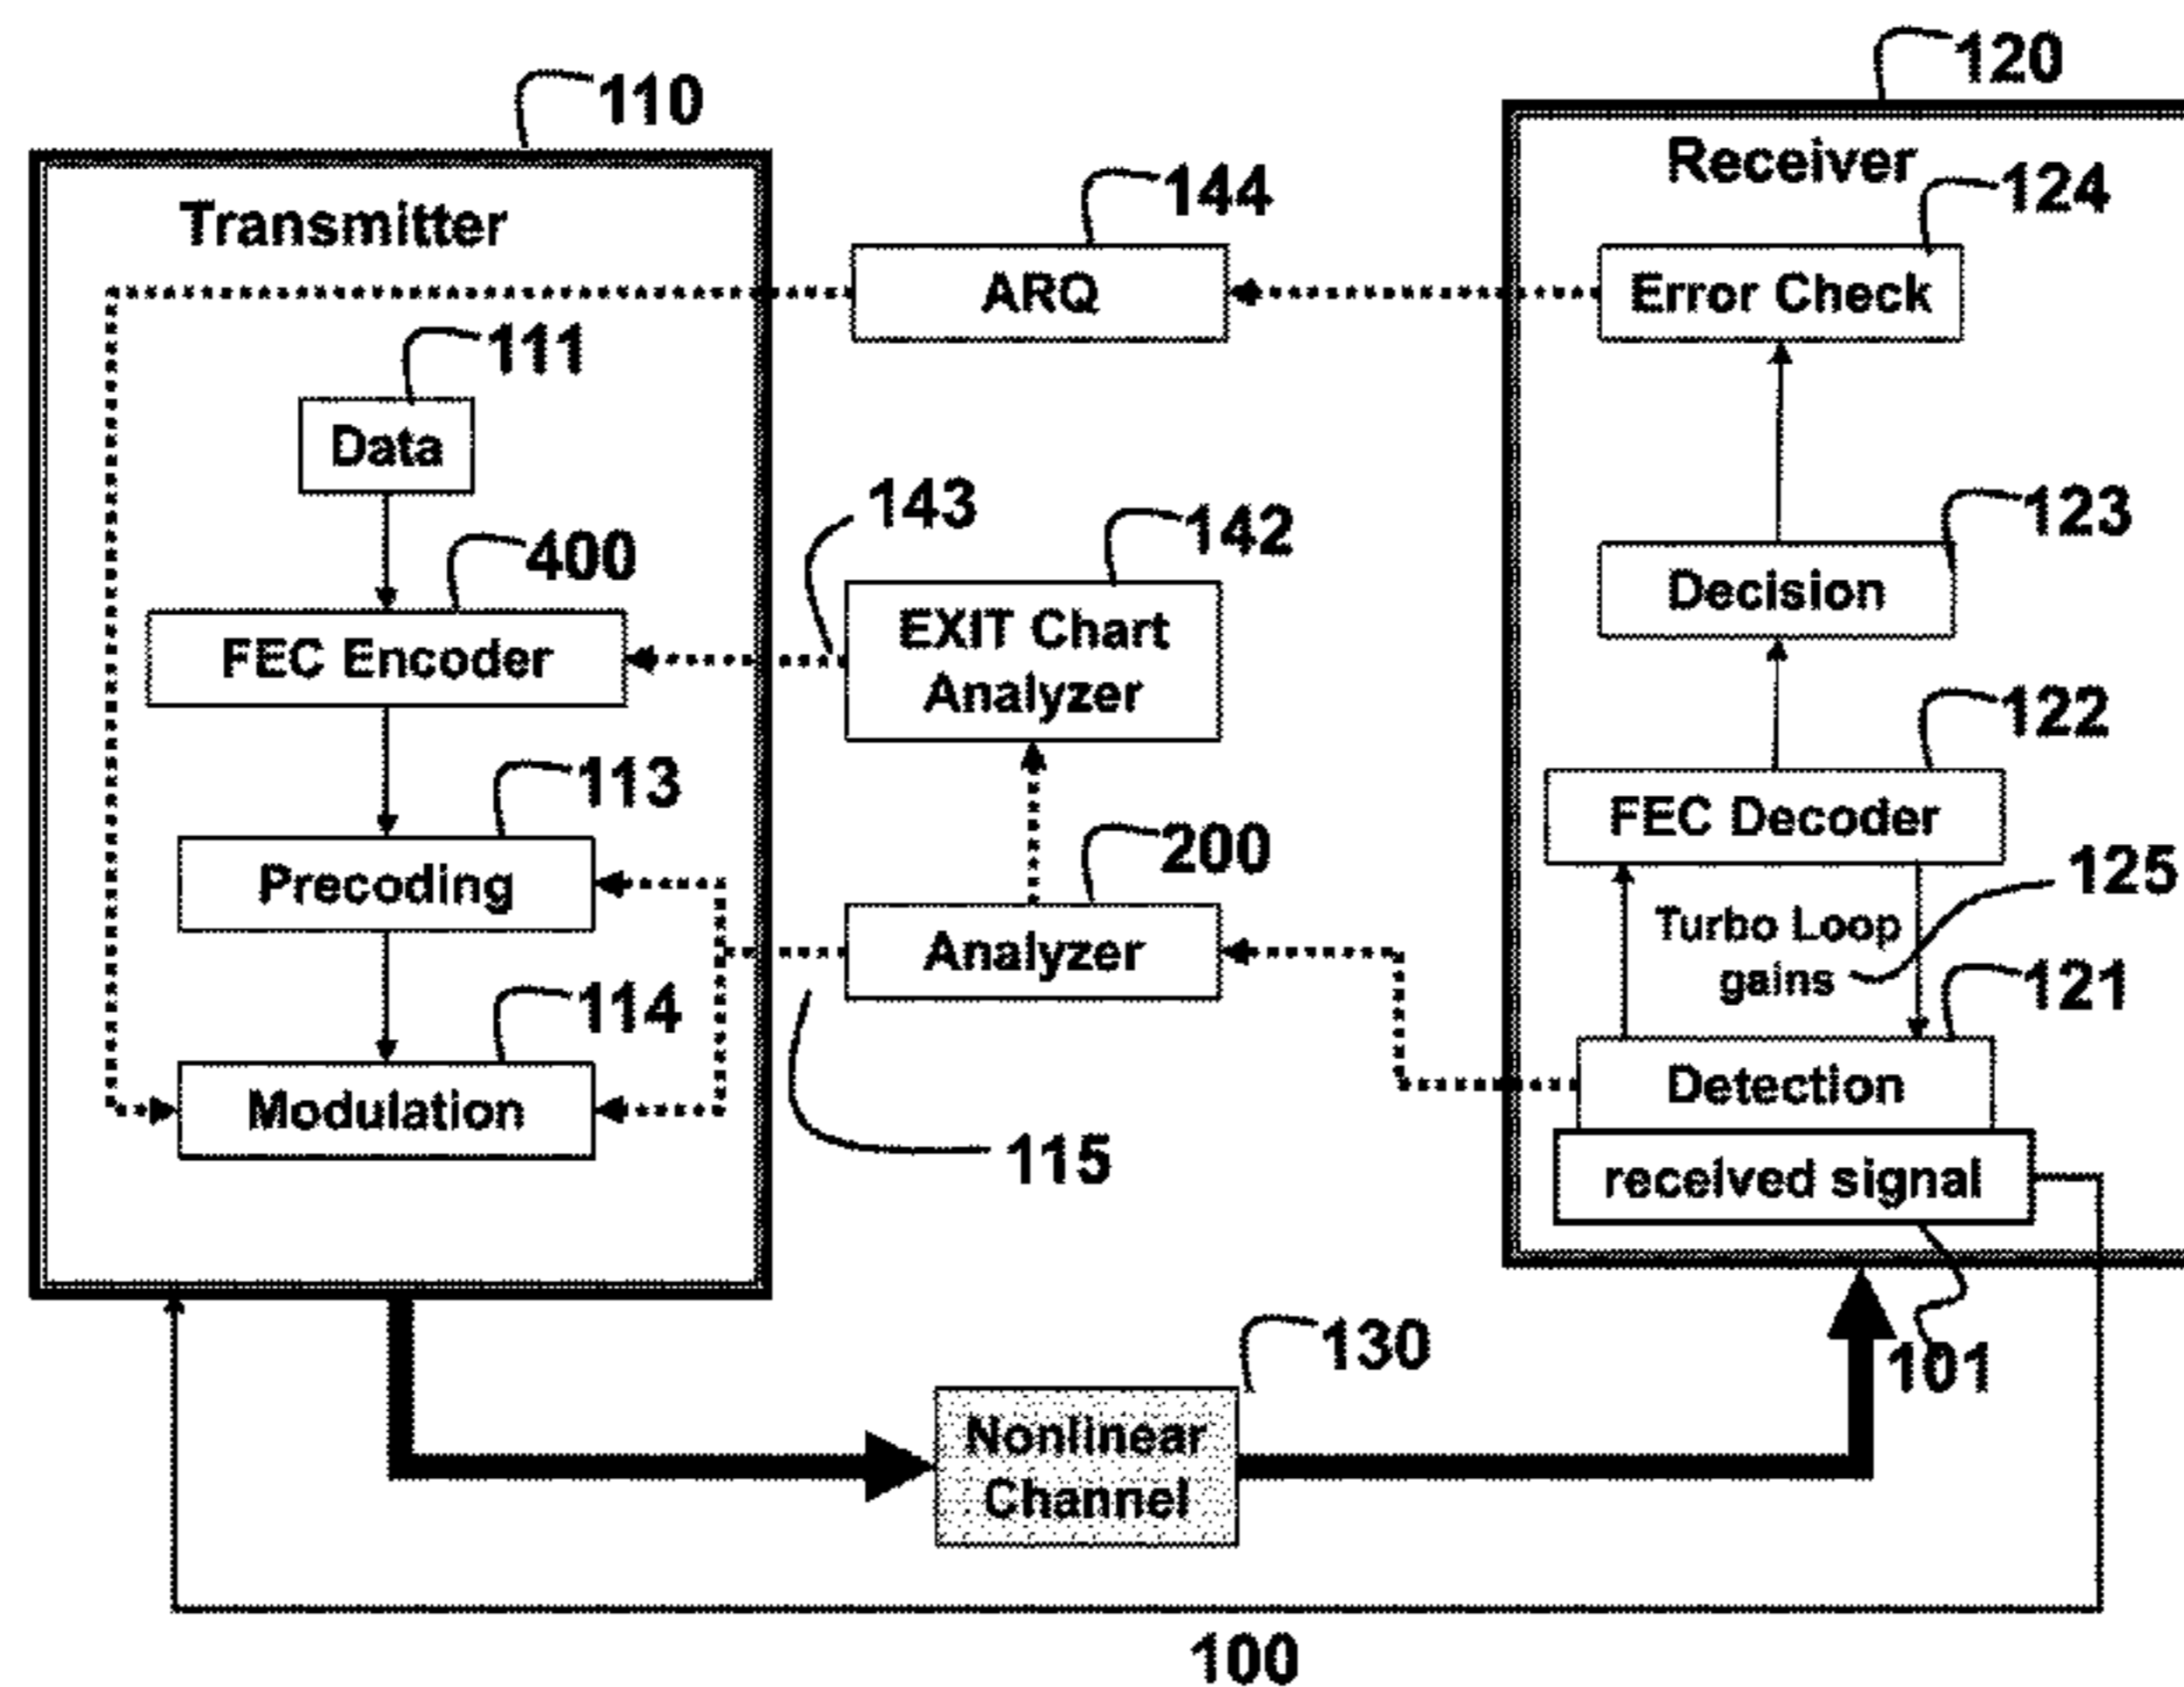 120
110
Receiver
144
124
Transmitter
ARQ
Error Check
111
Data
143
142
123
400
EXIT Chart
Analyzer
Decision
FEC Encoder
122
113
200
FEC Decoder
125
Precoding
Analyzer
Turbo Loop
gains
121
114
Detection
Modulation
115
received signal
130
101
Nonlinear
Channel
100